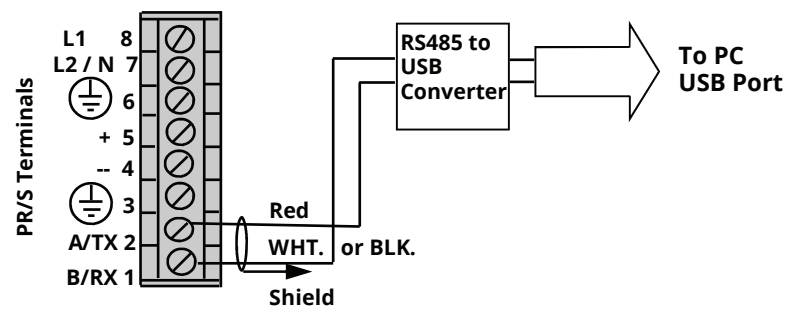 PR/S Terminals
L1 8
L2 / N 7
6
+ 5
-- 4
3
A/TX 2
B/RX 1
Red
WHT. or BLK.
Shield
RS485 to
USB
Converter
To PC
USB Port